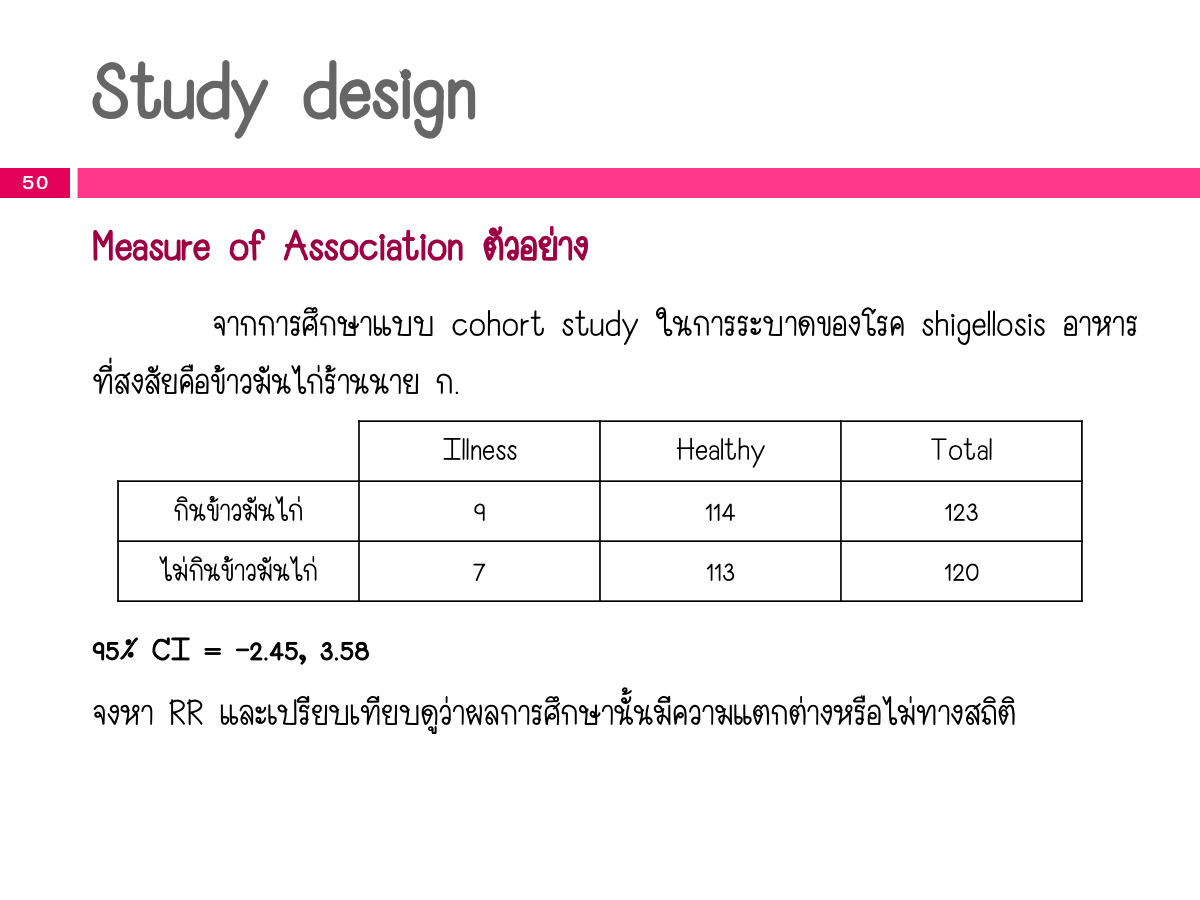 Study design
50
Measure of Association ตัวอย่าง
จากการศึกษาแบบ cohort study ในการระบาดของโรค shigellosis อาหาร
ที่สงสัยคือข้าวมันไก่ร้านนาย ก.
Illness Healthy Total
กินข้าวมันไก่ 9 114 123
ไม่กินข้าวมันไก่ 7 113 120
95% CI = -2.45, 3.58
จงหา RR และเปรียบเทียบดูว่าผลการศึกษานั้นมีความแตกต่างหรือไม่ทางสถิติ